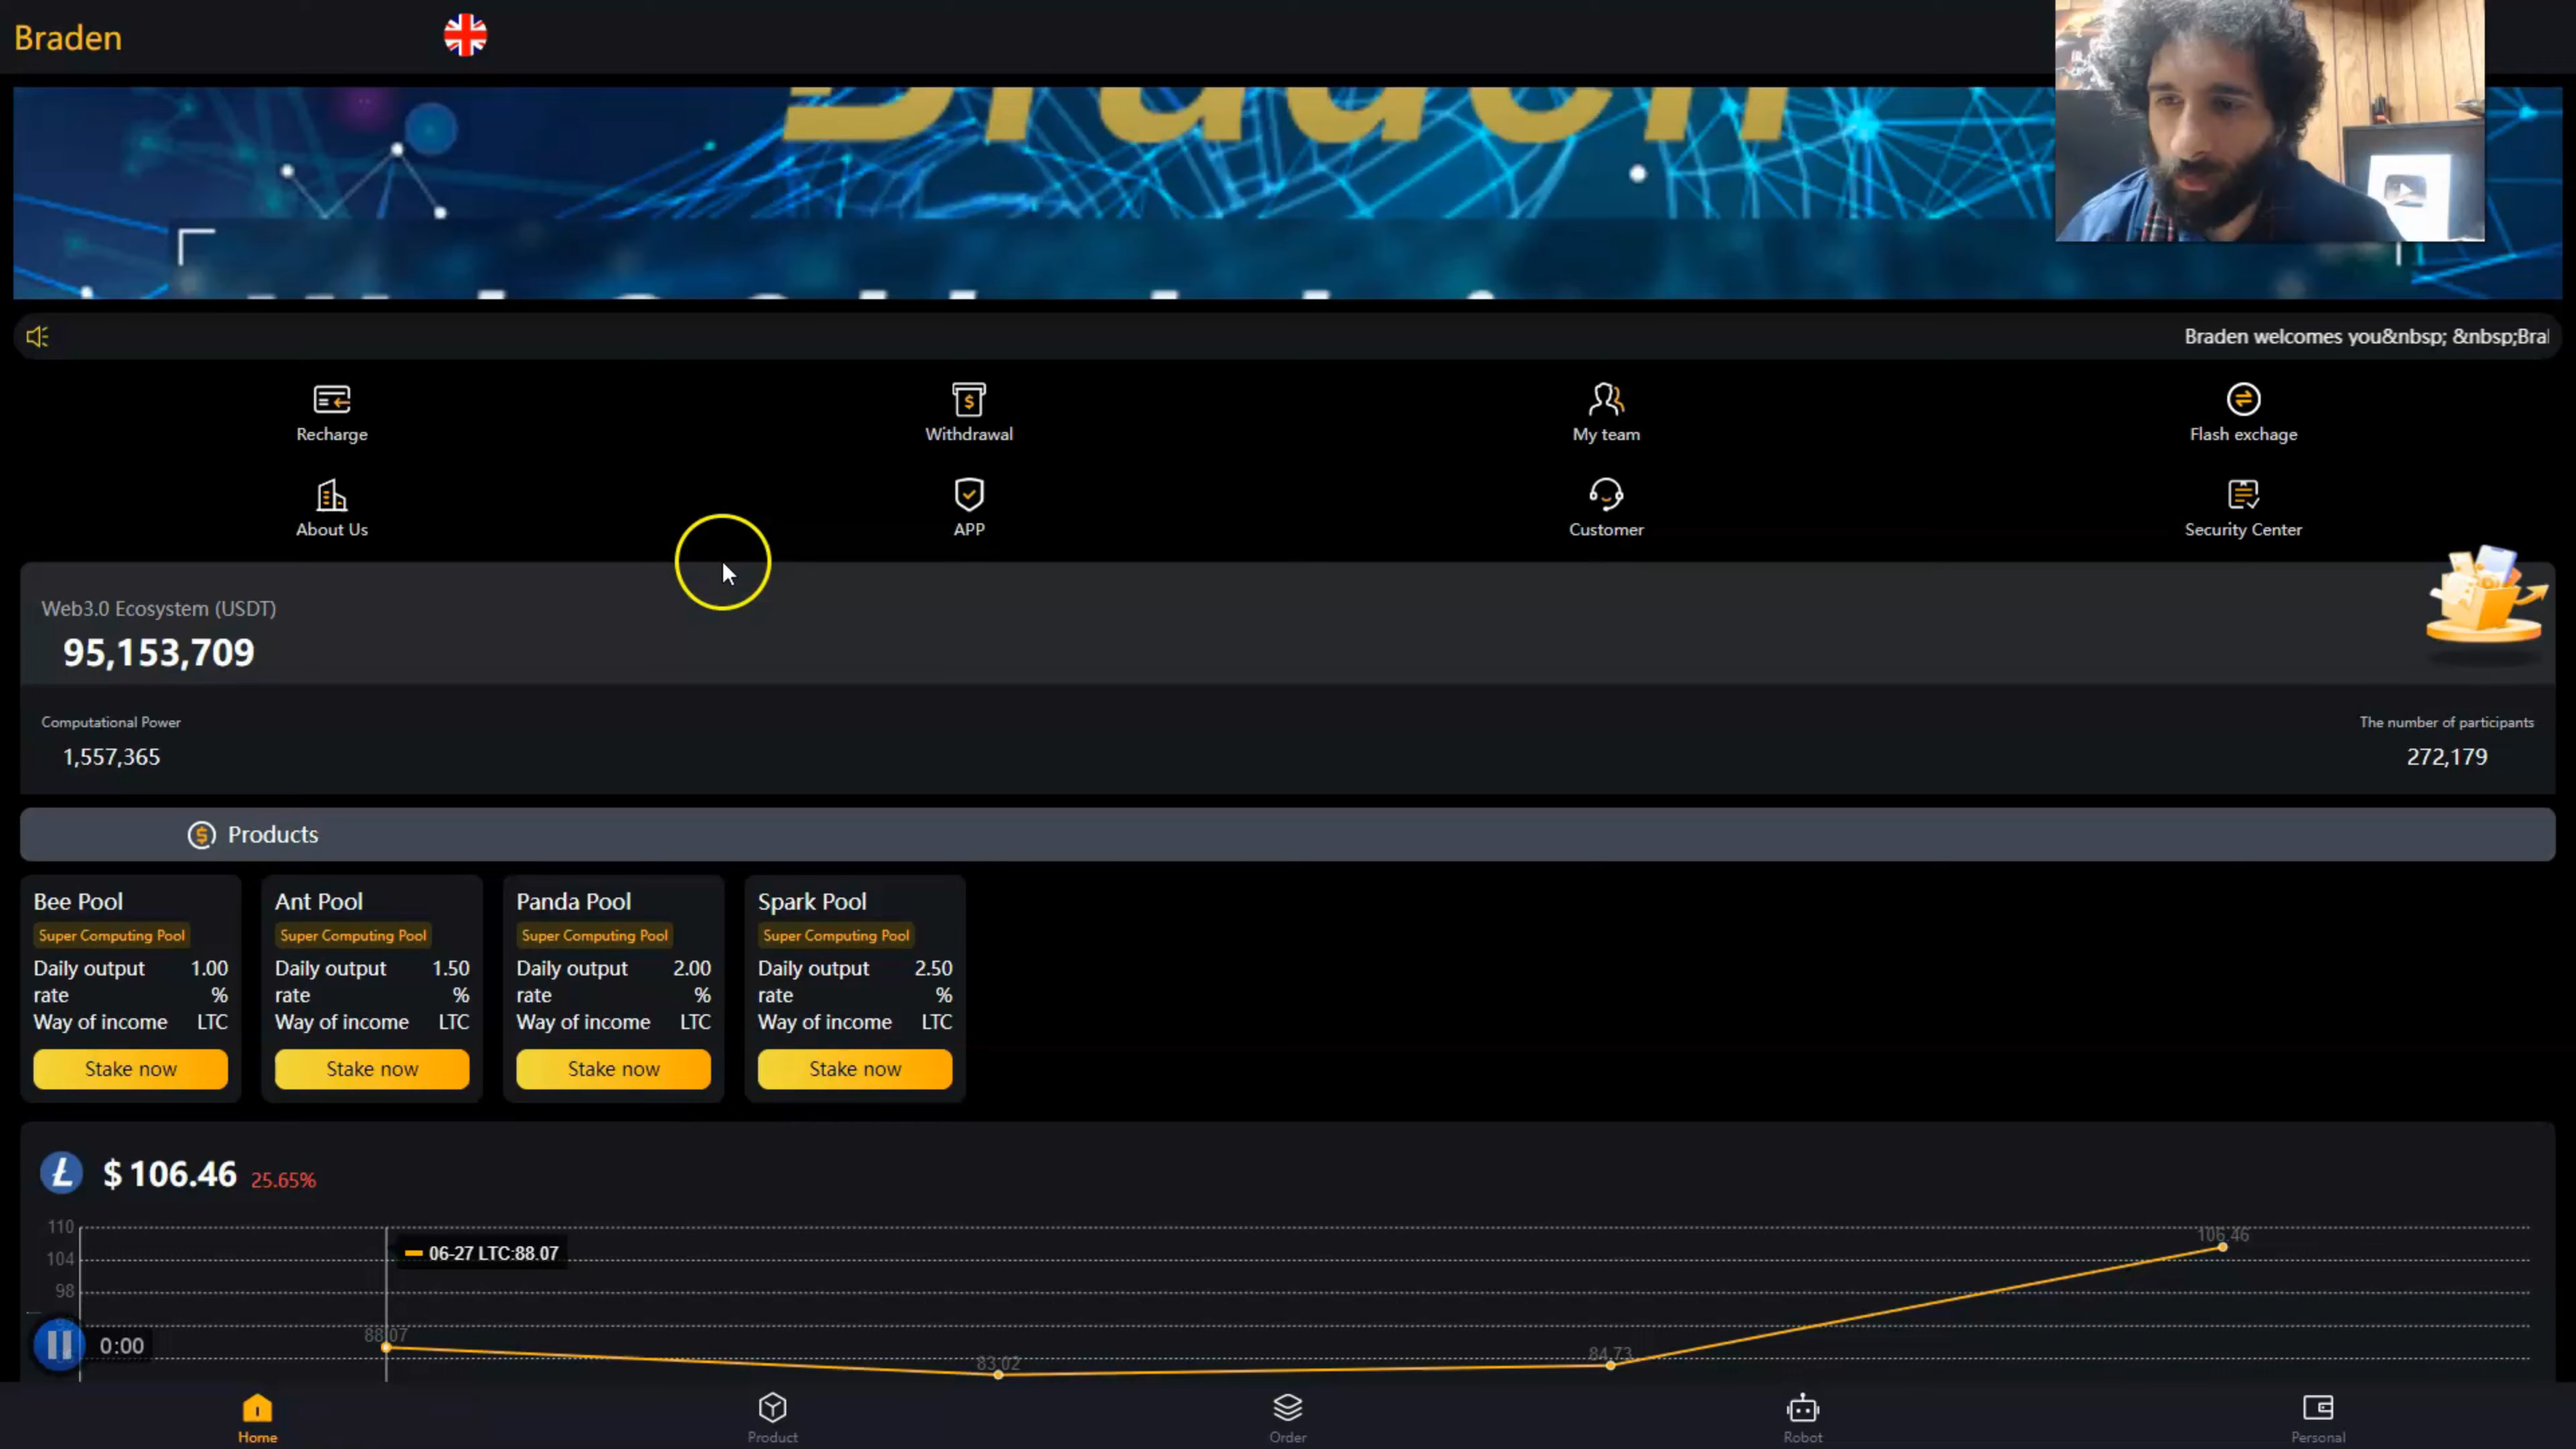 Braden
Braden
Braden welcomes you&nbsp; &nbsp;Bra
Recharge
Withdrawal
My team
Flash exchage
About Us
APP
Customer
Security Center
Web3.0 Ecosystem (USDT)
95,153,709
Computational Power
The number of participants
1,557,365
272,179
Products
Bee Pool
Super Computing Pool
Daily output 1.00
rate %
Way of income LTC
Stake now
Ant Pool
Super Computing Pool
Daily output 1.50
rate %
Way of income LTC
Stake now
Panda Pool
Super Computing Pool
Daily output 2.00
rate %
Way of income LTC
Stake now
Spark Pool
Super Computing Pool
Daily output 2.50
rate %
Way of income LTC
Stake now
$ 106.46 25.65%
110
104
98
06-27 LTC:88.07
88.07
83.02
84.73
106.46
0:00
Home
Product
Order
Robot
Personal